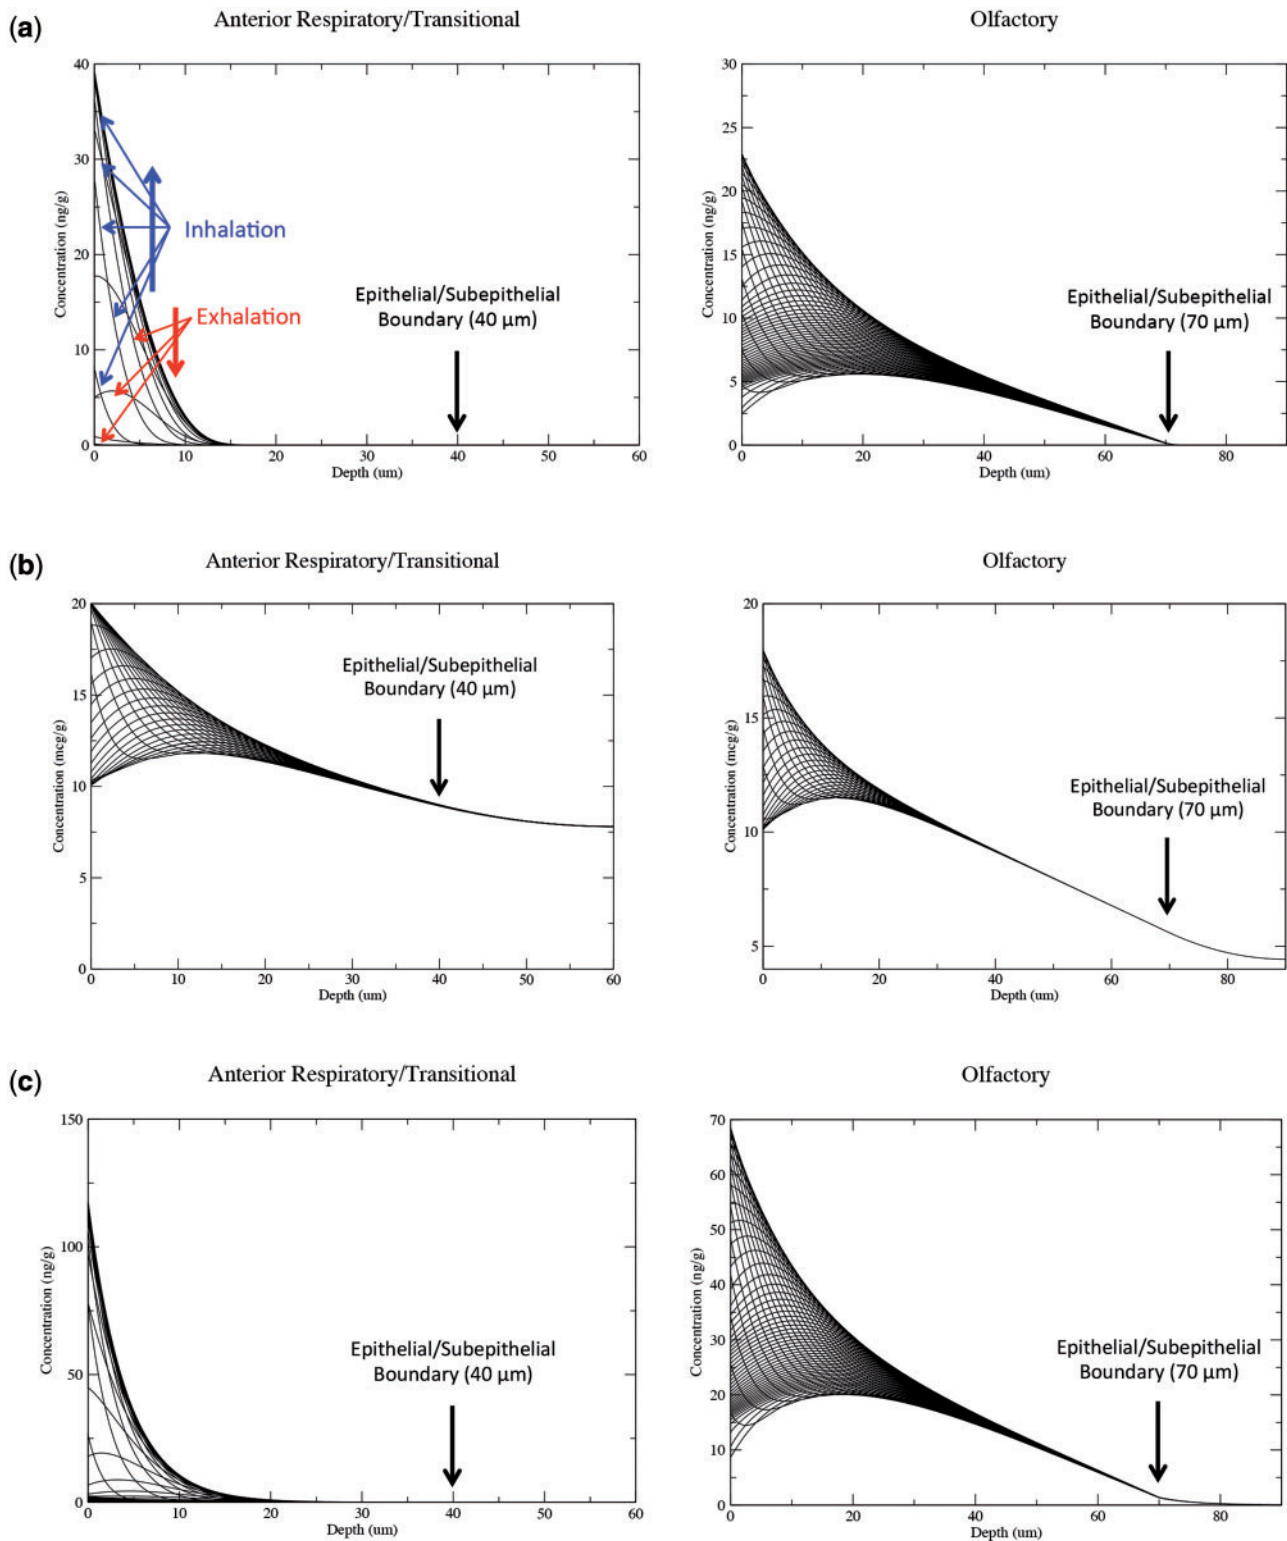 (a)
Anterior Respiratory/Transitional
Olfactory
40
30
20
10
0
Concentration (ng/g)
Inhalation
Exhalation
Epithelial/Subepithelial
Boundary (40 µm)
0 10 20 30 40 50 60
Depth (um)
30
25
20
15
10
5
0
Concentration (ng/g)
Epithelial/Subepithelial
Boundary (70 µm)
0 20 40 60 80
Depth (um)
(b)
Anterior Respiratory/Transitional
Olfactory
20
15
10
5
0
Concentration (mcg/g)
Epithelial/Subepithelial
Boundary (40 µm)
0 10 20 30 40 50 60
Depth (um)
20
15
10
5
Concentration (mcg/g)
Epithelial/Subepithelial
Boundary (70 µm)
0 20 40 60 80
Depth (um)
(c)
Anterior Respiratory/Transitional
Olfactory
150
100
50
0
Concentration (ng/g)
Epithelial/Subepithelial
Boundary (40 µm)
0 10 20 30 40 50 60
Depth (um)
70
60
50
40
30
20
10
0
Concentration (ng/g)
Epithelial/Subepithelial
Boundary (70 µm)
0 20 40 60 80
Depth (um)